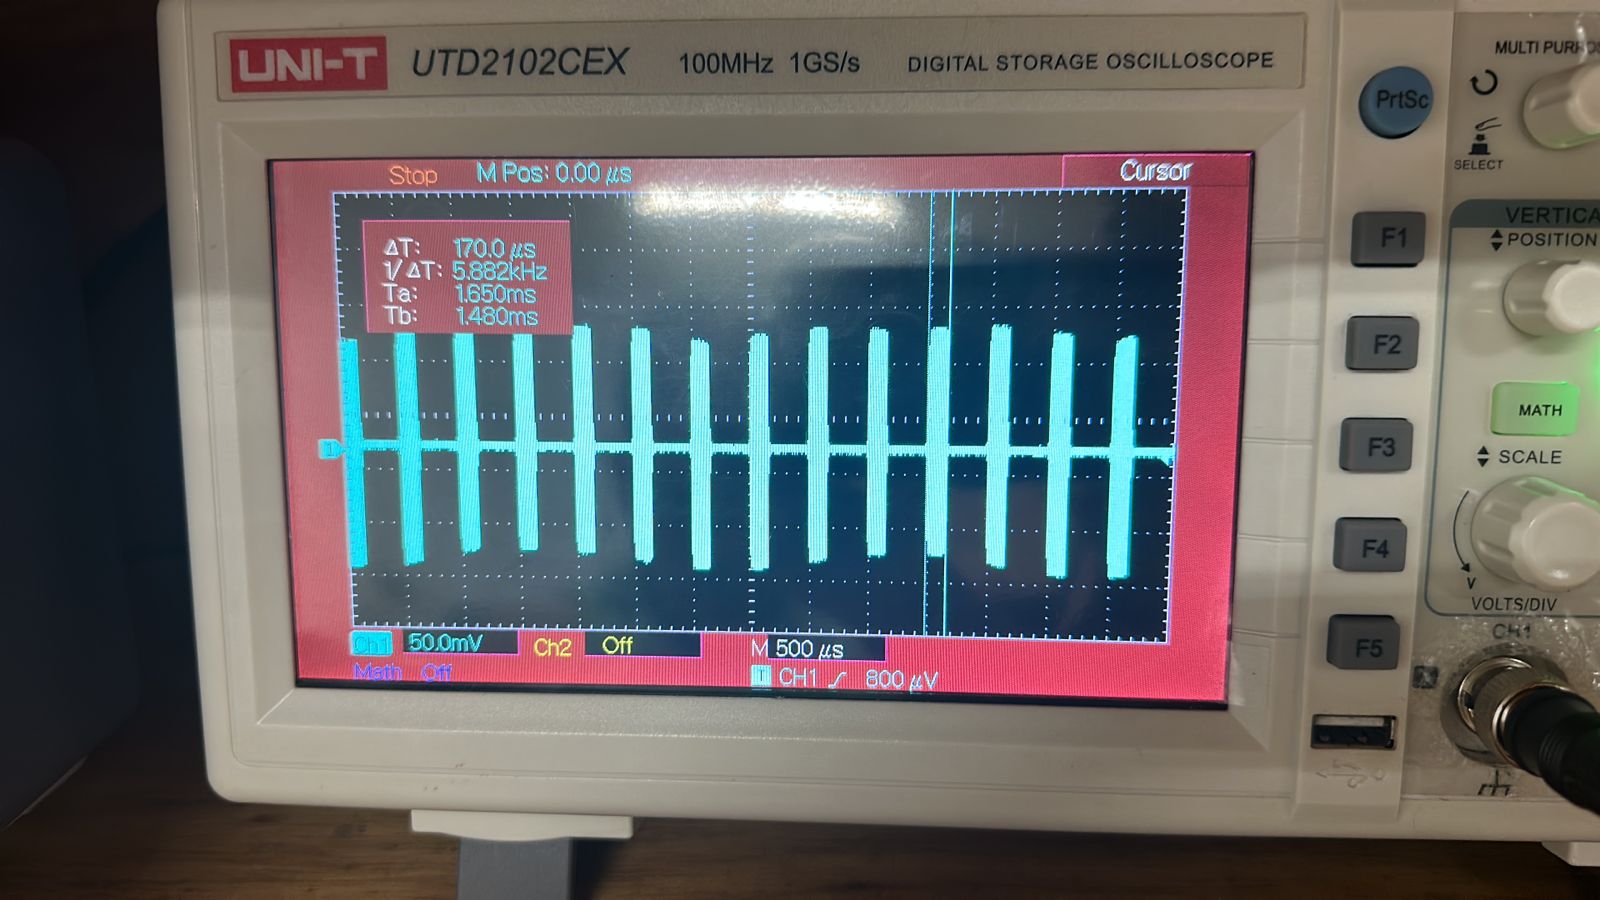 UNI-T UTD2102CEX 100MHz 1GS/s DIGITAL STORAGE OSCILLOSCOPE
PrtSc
SELECT
Stop M Pos: 0.00 μs Cursor
ΔT: 170.0 μs
1/ΔT: 5.882kHz
Ta: 1.650ms
Tb: 1.480ms
Ch1 50.0mV Ch2 Off M 500 μs
Math Off T CH1 800 μV
F1
F2
F3
F4
F5
POSITION
MATH
SCALE
V
VOLTS/DIV
CH1